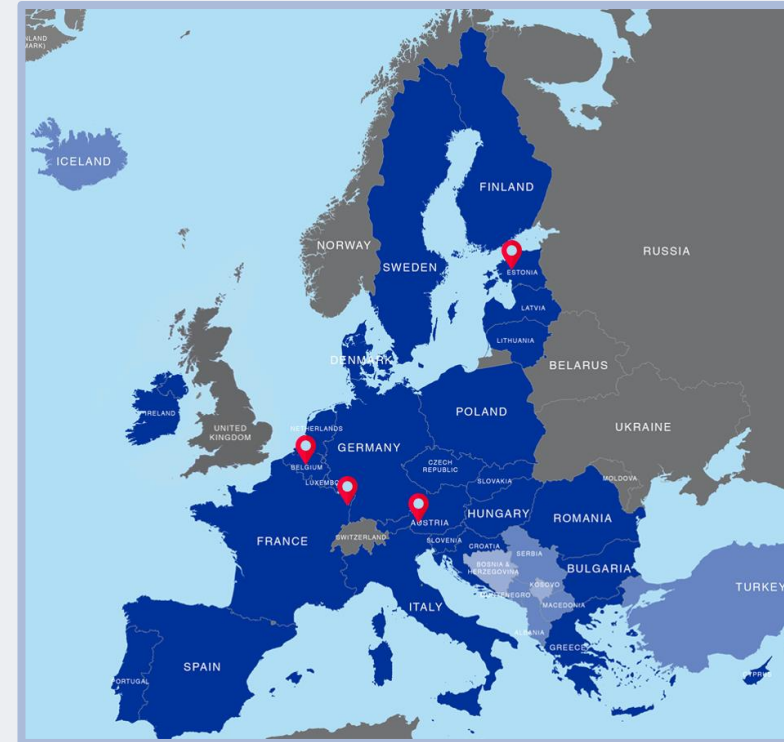 ICELAND
FINLAND
NORWAY
SWEDEN
RUSSIA
ESTONIA
LATVIA
LITHUANIA
DENMARK
BELARUS
IRELAND
UNITED
KINGDOM
NETHERLANDS
POLAND
UKRAINE
GERMANY
BELGIUM
CZECH
REPUBLIC
LUXEMBO
SLOVAKIA
MOLDOVA
FRANCE
SWITZERLAND
AUSTRIA
HUNGARY
ROMANIA
SLOVENIA
CROATIA
SERBIA
BOSNIA &
HERZEGOVINA
BULGARIA
KOSOVO
MACEDONIA
TURKEY
ITALY
GREECE
SPAIN
PORTUGAL